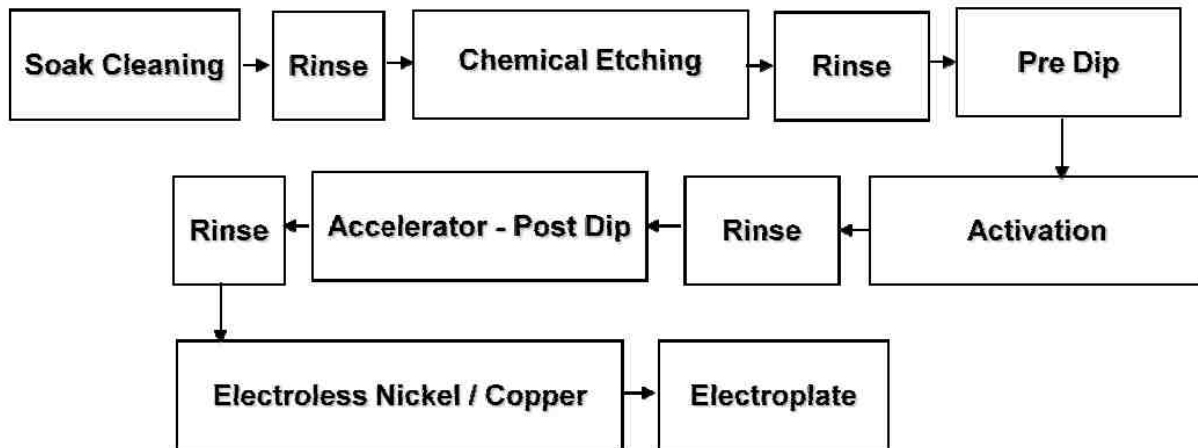 Soak Cleaning
Rinse
Chemical Etching
Rinse
Pre Dip
Activation
Rinse
Accelerator - Post Dip
Rinse
Electroless Nickel / Copper
Electroplate